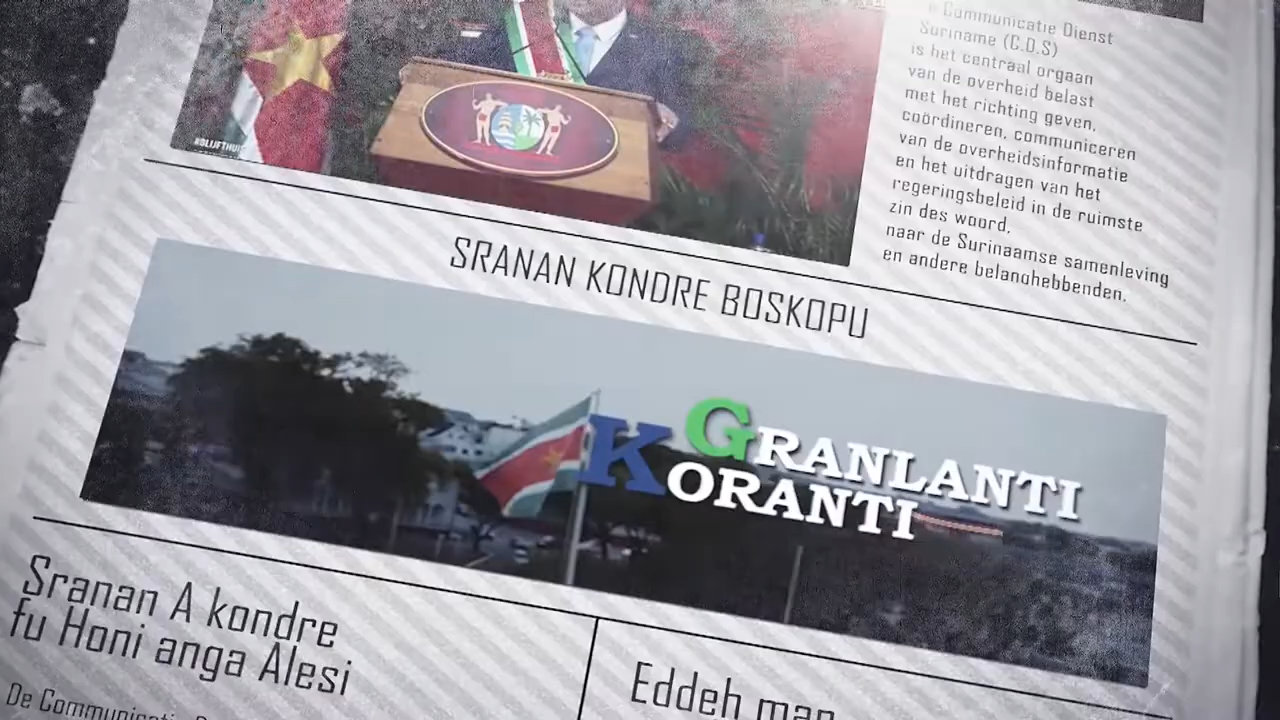 Communicatie Dienst
Suriname (C.D.S)
is het centraal orgaan
van de overheid belast
met het richting geven,
coördineren, communiceren
van de overheidsinformatie
en het uitdragen van het
regeringsbeleid in de ruimste
zin des woord,
naar de Surinaamse samenleving
en andere belanghebbenden.
SRANAN KONDRE BOSKOPU
GRANLANTI
KORANTI
Sranan A kondre
fu Honi anga Alesi
De Communicatie
Eddeh man